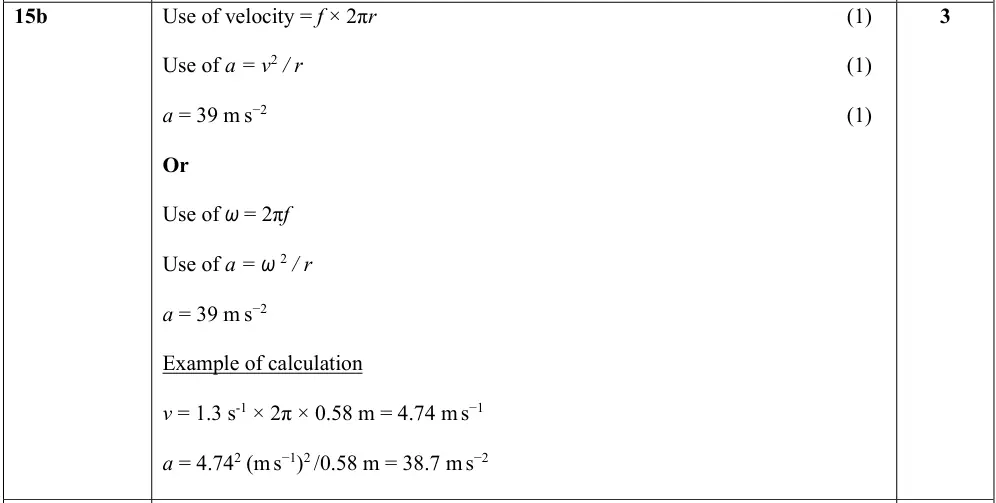 15b Use of velocity = f × 2πr (1) 3
Use of a = v² / r (1)
a = 39 m s⁻² (1)
Or
Use of ω = 2πf
Use of a = ω ² / r
a = 39 m s⁻²
Example of calculation
v = 1.3 s⁻¹ × 2π × 0.58 m = 4.74 m s⁻¹
a = 4.74² (m s⁻¹)² /0.58 m = 38.7 m s⁻²